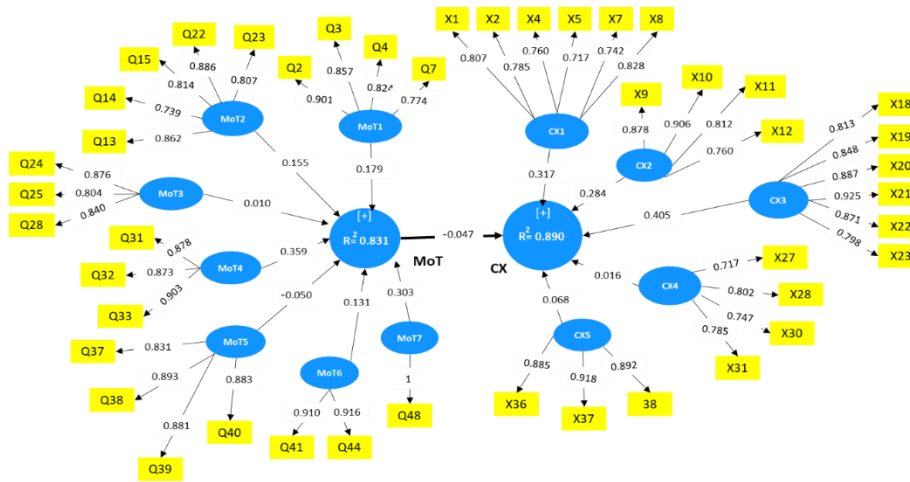 Q22
Q23
Q15
0.886
0.807
Q14
0.814
0.739
MoT2
Q13
0.862
Q3
Q4
Q2
0.857
0.824
Q7
0.901
0.774
MoT1
X1
X2
X4
X5
X7
X8
0.807
0.785
0.760
0.717
0.742
0.828
CX1
X9
X10
X11
0.878
0.906
0.812
0.760
X12
CX2
X18
0.813
X19
0.848
X20
0.887
X21
0.925
X22
0.871
X23
0.798
CX3
Q24
0.876
Q25
0.804
Q28
0.840
MoT3
0.155
0.179
0.010
0.317
0.284
0.405
[+]
R² = 0.831
MoT
-0.047
[+]
R² = 0.890
CX
Q31
0.878
Q32
0.873
Q33
0.903
MoT4
0.359
-0.050
0.131
0.303
0.068
0.016
Q37
0.831
MoT5
Q38
0.893
0.881
0.883
Q39
Q40
MoT6
0.910
0.916
Q41
Q44
MoT7
1
Q48
CX4
0.717
X27
0.802
X28
0.747
X30
0.785
X31
CX5
0.885
0.918
0.892
X36
X37
38